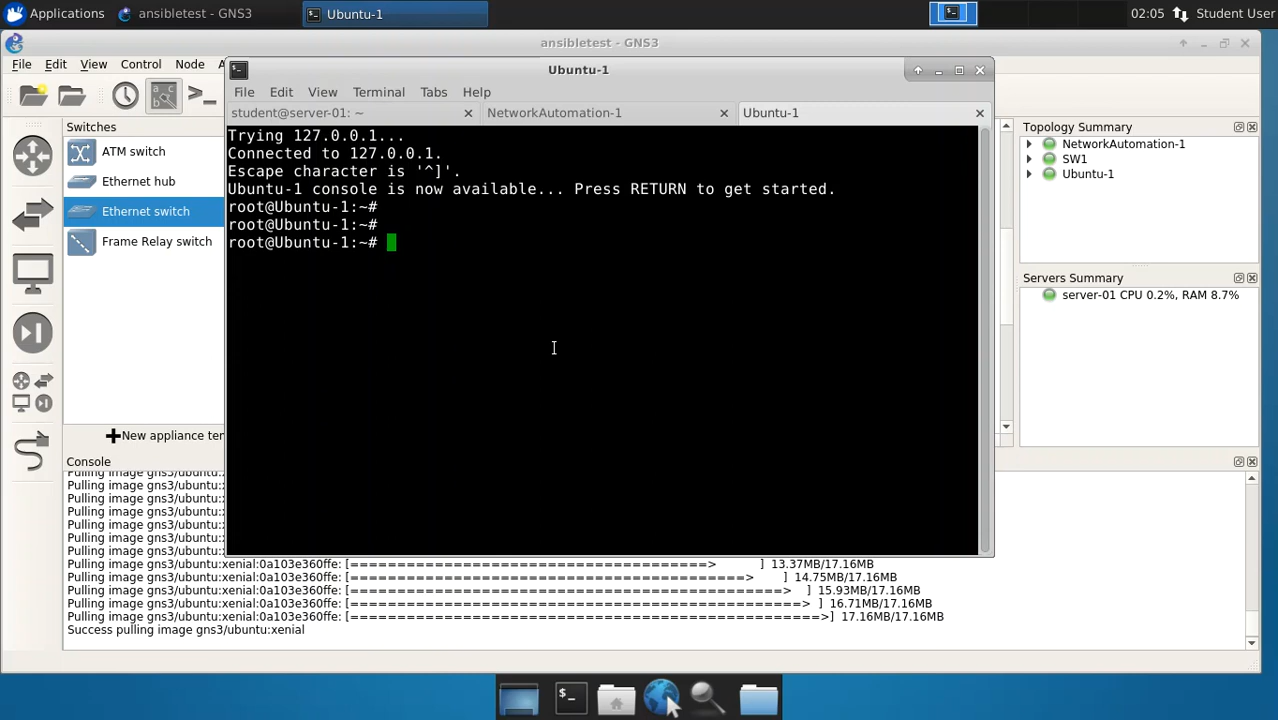 Applications ansibletest - GNS3 Ubuntu-1 02:05 Student User
ansibletest - GNS3
File Edit View Control Node A
Ubuntu-1
File Edit View Terminal Tabs Help
student@server-01: ~ NetworkAutomation-1 Ubuntu-1
Switches
ATM switch
Ethernet hub
Ethernet switch
Frame Relay switch
New appliance ter
Trying 127.0.0.1...
Connected to 127.0.0.1.
Escape character is '^]'.
Ubuntu-1 console is now available... Press RETURN to get started.
root@Ubuntu-1:~#
root@Ubuntu-1:~#
root@Ubuntu-1:~#
Topology Summary
NetworkAutomation-1
SW1
Ubuntu-1
Servers Summary
server-01 CPU 0.2%, RAM 8.7%
Console
Pulling image gns3/ubuntu:x
Pulling image gns3/ubuntu:x
Pulling image gns3/ubuntu:x
Pulling image gns3/ubuntu:x
Pulling image gns3/ubuntu:x
Pulling image gns3/ubuntu:x
Pulling image gns3/ubuntu:x
Pulling image gns3/ubuntu:xenial:0a103e360ffe: [=======================================> ] 13.37MB/17.16MB
Pulling image gns3/ubuntu:xenial:0a103e360ffe: [===========================================> ] 14.75MB/17.16MB
Pulling image gns3/ubuntu:xenial:0a103e360ffe: [===============================================> ] 15.93MB/17.16MB
Pulling image gns3/ubuntu:xenial:0a103e360ffe: [=================================================> ] 16.71MB/17.16MB
Pulling image gns3/ubuntu:xenial:0a103e360ffe: [==================================================>] 17.16MB/17.16MB
Success pulling image gns3/ubuntu:xenial